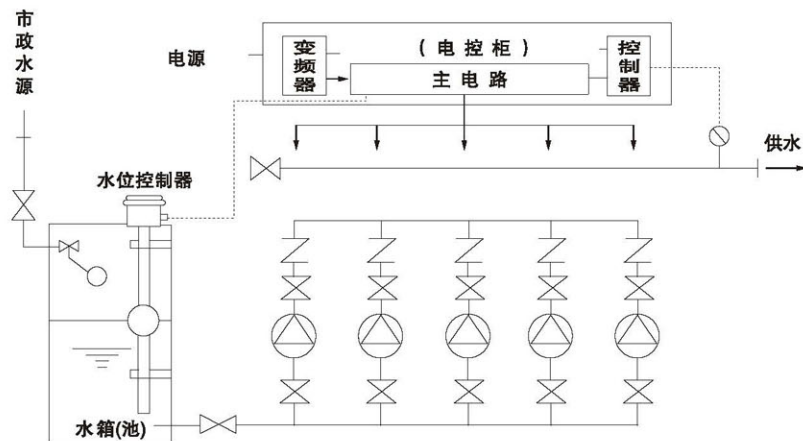 市政水源
电源
变频器
(电控柜)
控制器
主电路
供水
水位控制器
水箱(池)